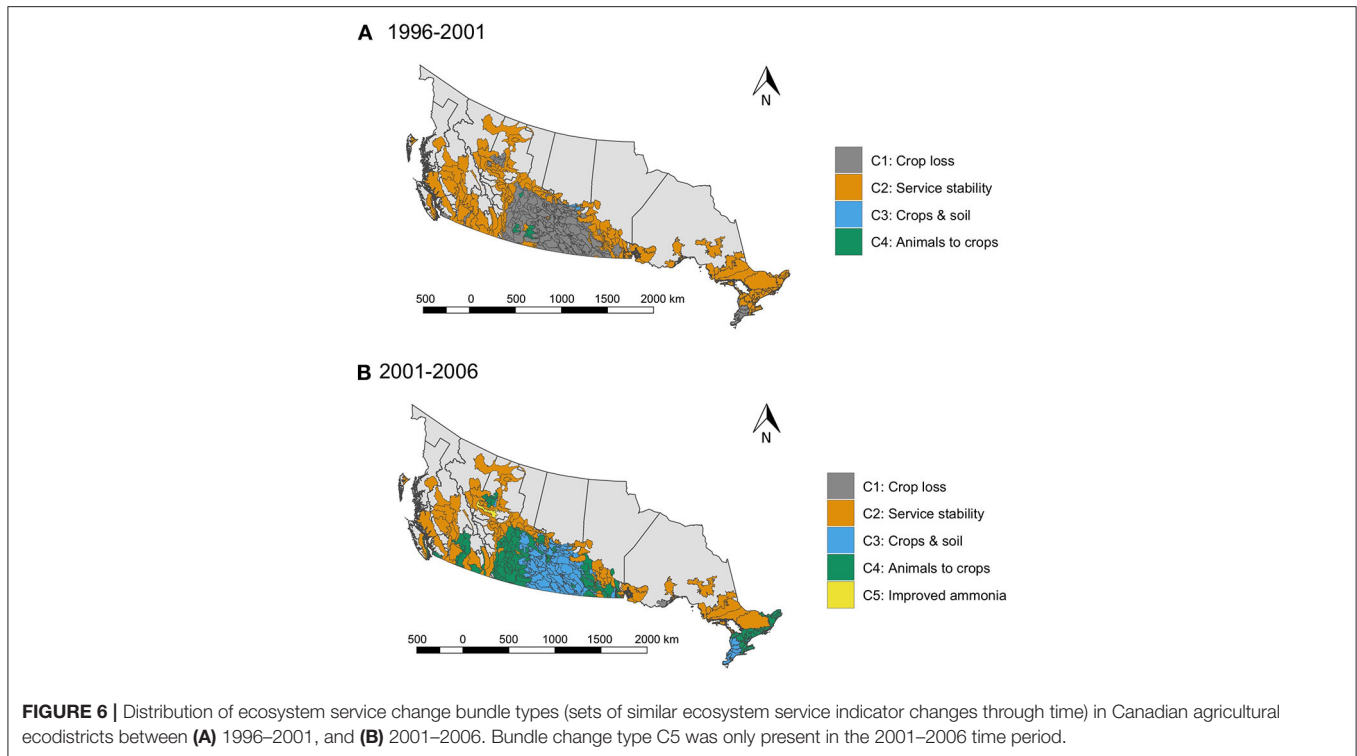 A 1996-2001
N
C1: Crop loss
C2: Service stability
C3: Crops & soil
C4: Animals to crops
500 0 500 1000 1500 2000 km
B 2001-2006
N
C1: Crop loss
C2: Service stability
C3: Crops & soil
C4: Animals to crops
C5: Improved ammonia
500 0 500 1000 1500 2000 km
FIGURE 6 | Distribution of ecosystem service change bundle types (sets of similar ecosystem service indicator changes through time) in Canadian agricultural
ecodistricts between (A) 1996–2001, and (B) 2001–2006. Bundle change type C5 was only present in the 2001–2006 time period.